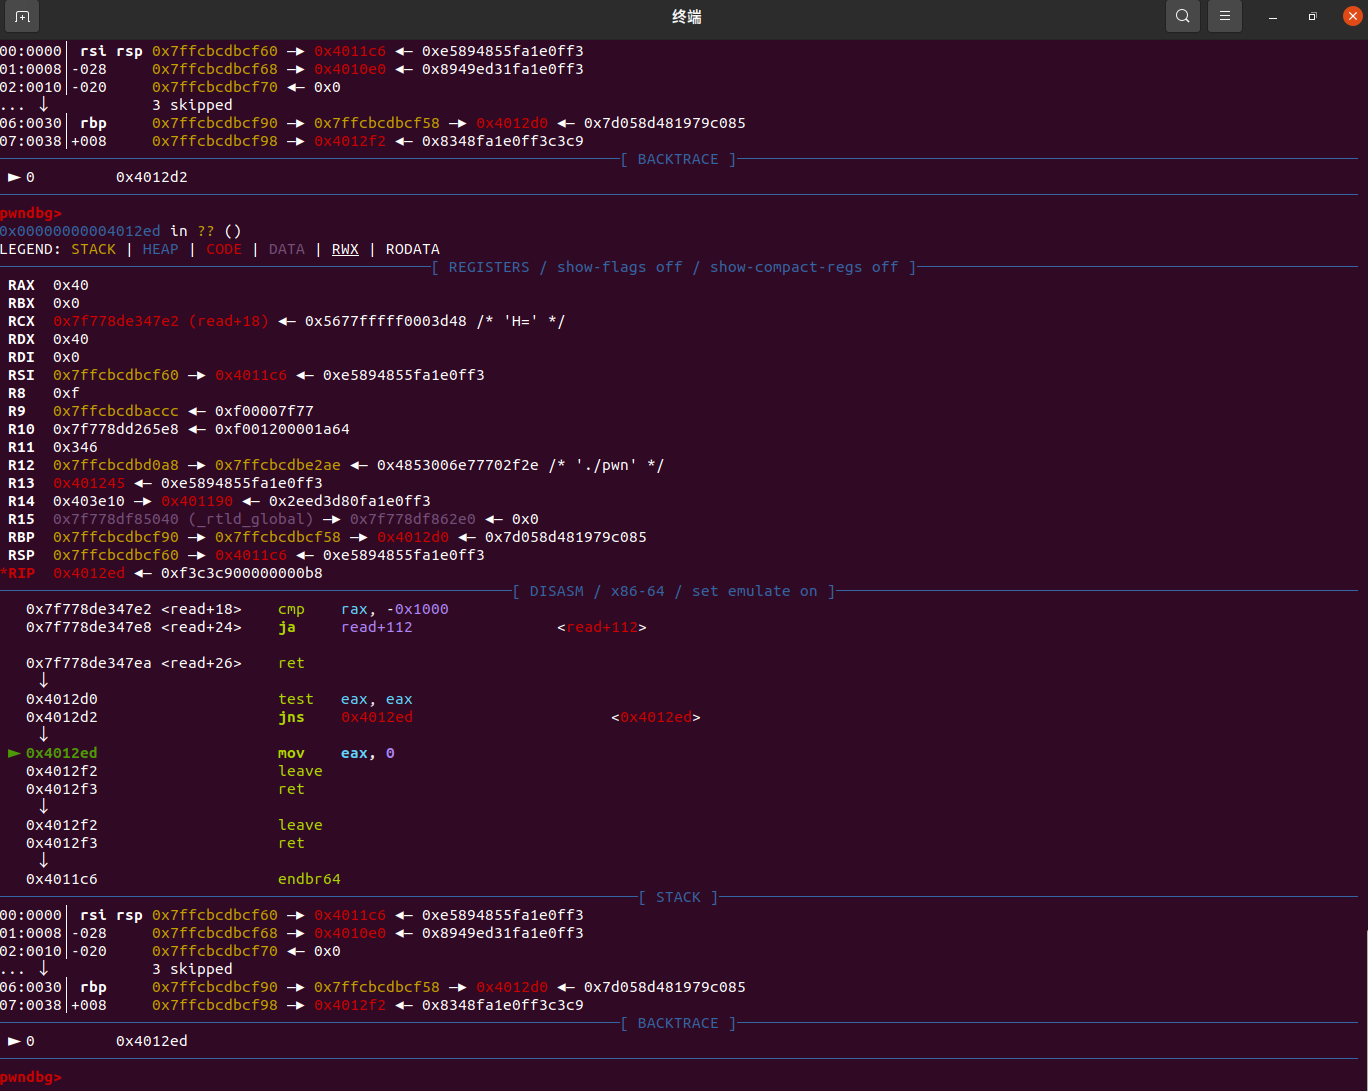 终端
00:0000│ rsi rsp 0x7ffcbcdbcf60 —▸ 0x4011c6 ◂— 0xe5894855fa1e0ff3
01:0008│-028     0x7ffcbcdbcf68 —▸ 0x4010e0 ◂— 0x8949ed31fa1e0ff3
02:0010│-020     0x7ffcbcdbcf70 ◂— 0x0
... ↓            3 skipped
06:0030│ rbp     0x7ffcbcdbcf90 —▸ 0x7ffcbcdbcf58 —▸ 0x4012d0 ◂— 0x7d058d481979c085
07:0038│+008     0x7ffcbcdbcf98 —▸ 0x4012f2 ◂— 0x8348fa1e0ff3c3c9
[ BACKTRACE ]
► 0         0x4012d2
pwndbg>
0x00000000004012ed in ?? ()
LEGEND: STACK | HEAP | CODE | DATA | RWX | RODATA
[ REGISTERS / show-flags off / show-compact-regs off ]
RAX  0x40
RBX  0x0
RCX  0x7f778de347e2 (read+18) ◂— 0x5677fffff0003d48 /* 'H=' */
RDX  0x40
RDI  0x0
RSI  0x7ffcbcdbcf60 —▸ 0x4011c6 ◂— 0xe5894855fa1e0ff3
R8   0xf
R9   0x7ffcbcdbaccc ◂— 0xf00007f77
R10  0x7f778dd265e8 ◂— 0xf001200001a64
R11  0x346
R12  0x7ffcbcdbd0a8 —▸ 0x7ffcbcdbe2ae ◂— 0x4853006e77702f2e /* './pwn' */
R13  0x401245 ◂— 0xe5894855fa1e0ff3
R14  0x403e10 —▸ 0x401190 ◂— 0x2eed3d80fa1e0ff3
R15  0x7f778df85040 (_rtld_global) —▸ 0x7f778df862e0 ◂— 0x0
RBP  0x7ffcbcdbcf90 —▸ 0x7ffcbcdbcf58 —▸ 0x4012d0 ◂— 0x7d058d481979c085
RSP  0x7ffcbcdbcf60 —▸ 0x4011c6 ◂— 0xe5894855fa1e0ff3
*RIP  0x4012ed ◂— 0xf3c3c900000000b8
[ DISASM / x86-64 / set emulate on ]
0x7f778de347e2 <read+18>    cmp    rax, -0x1000
0x7f778de347e8 <read+24>    ja     read+112                <read+112>
0x7f778de347ea <read+26>    ret
↓
0x4012d0                    test   eax, eax
0x4012d2                    jns    0x4012ed                      <0x4012ed>
↓
► 0x4012ed                    mov    eax, 0
0x4012f2                    leave
0x4012f3                    ret
↓
0x4012f2                    leave
0x4012f3                    ret
↓
0x4011c6                    endbr64
[ STACK ]
00:0000│ rsi rsp 0x7ffcbcdbcf60 —▸ 0x4011c6 ◂— 0xe5894855fa1e0ff3
01:0008│-028     0x7ffcbcdbcf68 —▸ 0x4010e0 ◂— 0x8949ed31fa1e0ff3
02:0010│-020     0x7ffcbcdbcf70 ◂— 0x0
... ↓            3 skipped
06:0030│ rbp     0x7ffcbcdbcf90 —▸ 0x7ffcbcdbcf58 —▸ 0x4012d0 ◂— 0x7d058d481979c085
07:0038│+008     0x7ffcbcdbcf98 —▸ 0x4012f2 ◂— 0x8348fa1e0ff3c3c9
[ BACKTRACE ]
► 0         0x4012ed
pwndbg>